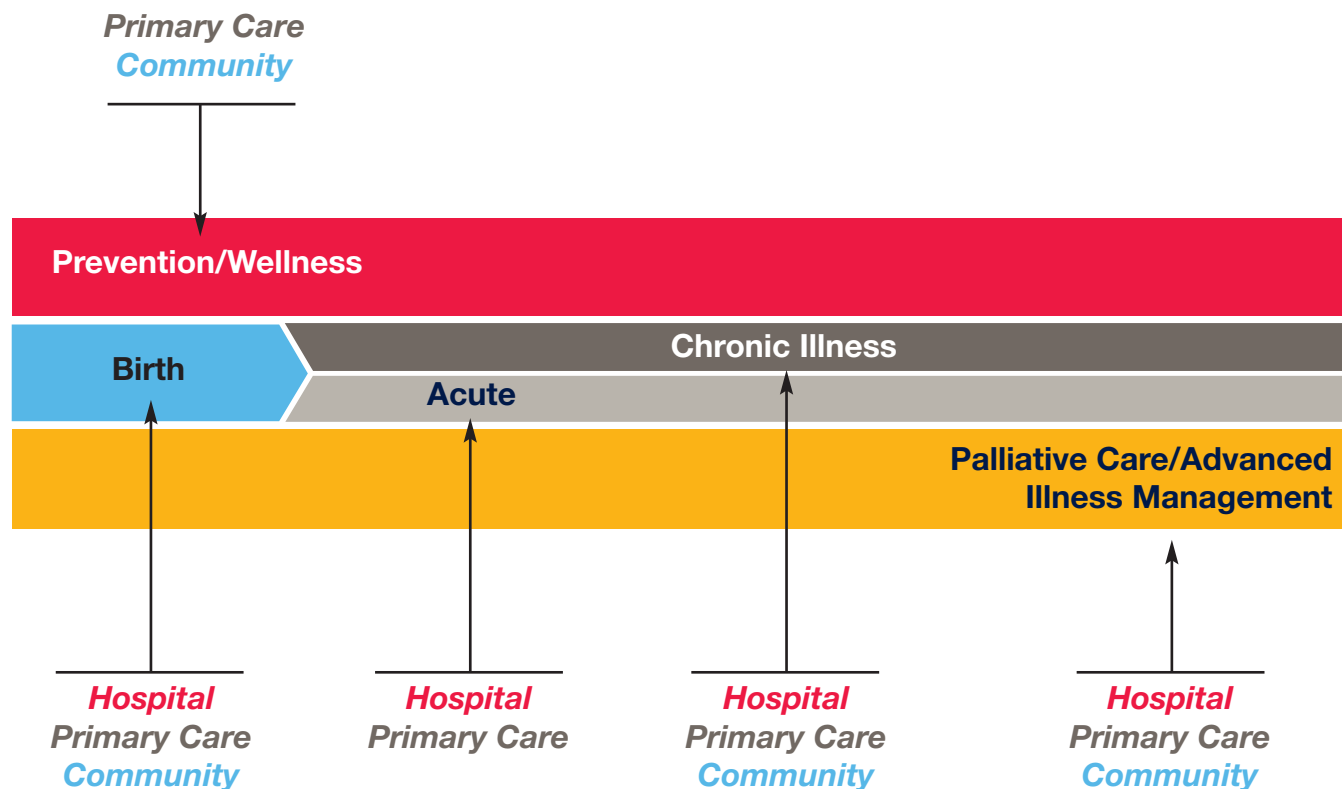 Primary Care
Community
Prevention/Wellness
Birth
Chronic Illness
Acute
Palliative Care/Advanced
Illness Management
Hospital
Primary Care
Community
Hospital
Primary Care
Hospital
Primary Care
Community
Hospital
Primary Care
Community